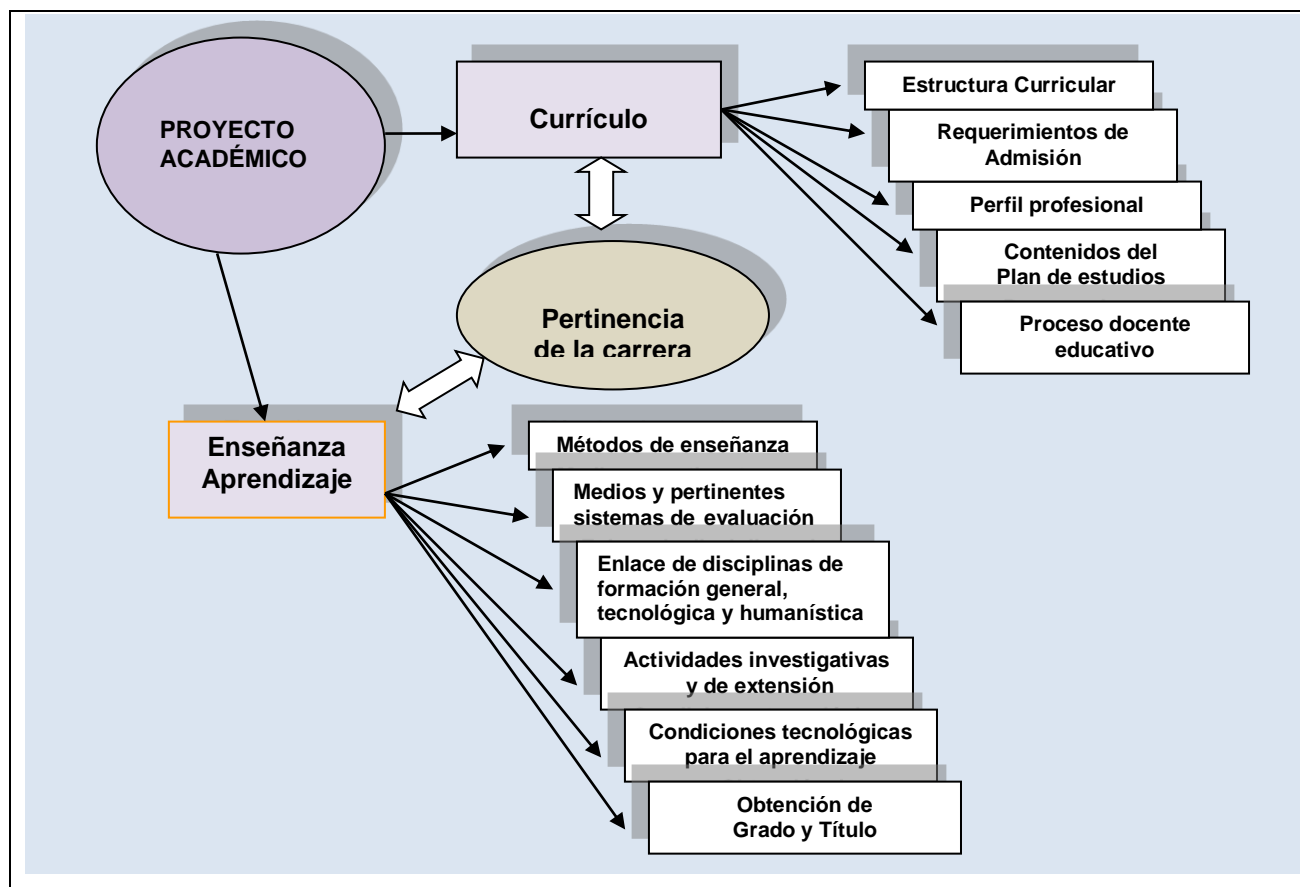 PROYECTO
ACADÉMICO
Currículo
Estructura Curricular
Requerimientos de
Admisión
Perfil profesional
Contenidos del
Plan de estudios
Proceso docente
educativo
Pertinencia
de la carrera
Enseñanza
Aprendizaje
Métodos de enseñanza
Medios y pertinentes
sistemas de evaluación
Enlace de disciplinas de
formación general,
tecnológica y humanística
Actividades investigativas
y de extensión
Condiciones tecnológicas
para el aprendizaje
Obtención de
Grado y Título